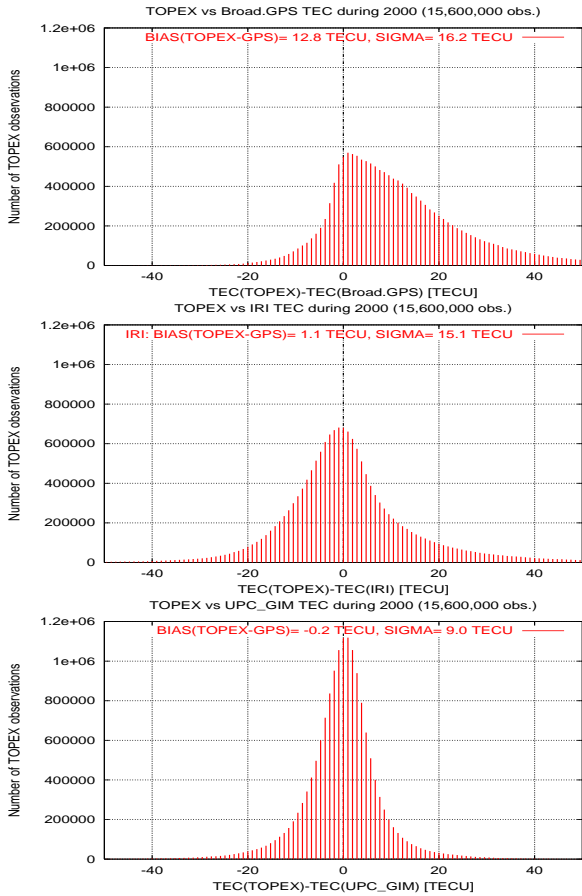 TOPEX vs Broad.GPS TEC during 2000 (15,600,000 obs.)
BIAS(TOPEX-GPS)= 12.8 TECU, SIGMA= 16.2 TECU
Number of TOPEX observations
1.2e+06
1e+06
800000
600000
400000
200000
0
-40
-20
0
20
40
TEC(TOPEX)-TEC(Broad.GPS) [TECU]
TOPEX vs IRI TEC during 2000 (15,600,000 obs.)
IRI: BIAS(TOPEX-GPS)= 1.1 TECU, SIGMA= 15.1 TECU
Number of TOPEX observations
1.2e+06
1e+06
800000
600000
400000
200000
0
-40
-20
0
20
40
TEC(TOPEX)-TEC(IRI) [TECU]
TOPEX vs UPC_GIM TEC during 2000 (15,600,000 obs.)
BIAS(TOPEX-GPS)= -0.2 TECU, SIGMA= 9.0 TECU
Number of TOPEX observations
1.2e+06
1e+06
800000
600000
400000
200000
0
-40
-20
0
20
40
TEC(TOPEX)-TEC(UPC_GIM) [TECU]